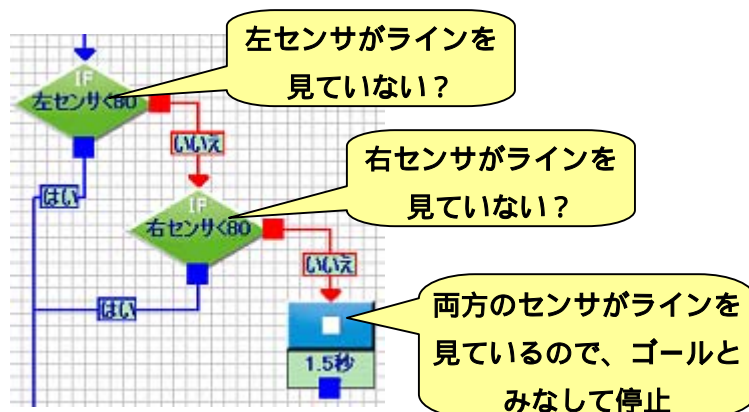 左センサがラインを
見ていない？
IF
左センサ<80
いいえ
はい
右センサがラインを
見ていない？
IF
右センサ<80
いいえ
はい
両方のセンサがラインを
見ているので、ゴールと
みなして停止
1.5秒